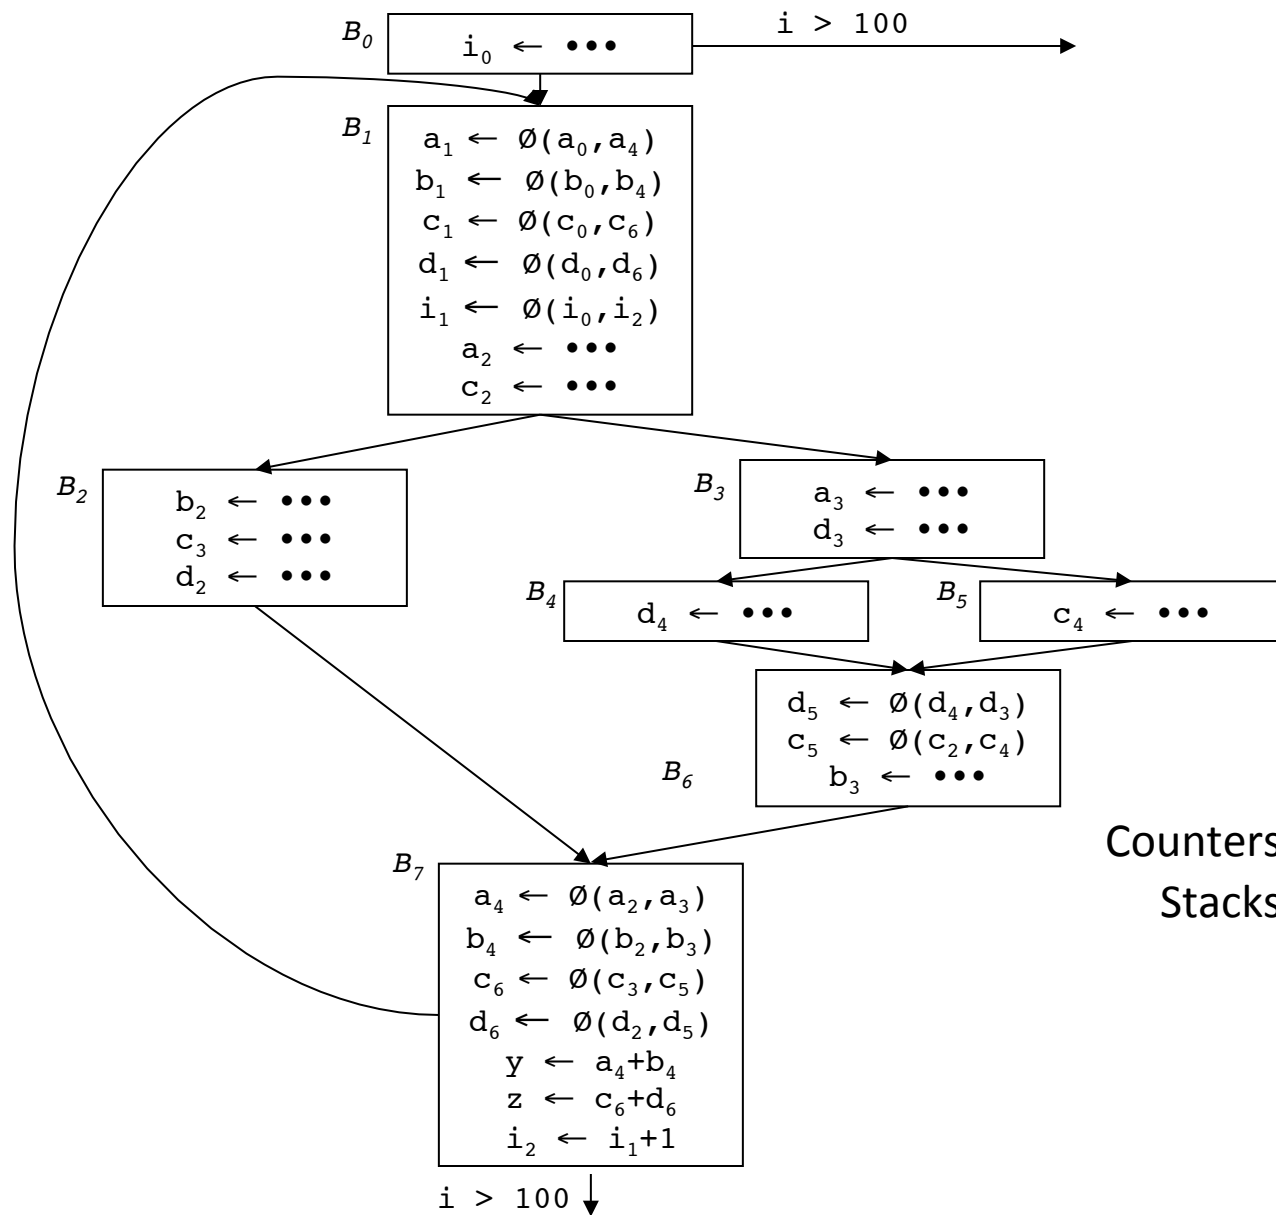 B₀
i₀ ← •••
i > 100
B₁
a₁ ← Ø(a₀,a₄)
b₁ ← Ø(b₀,b₄)
c₁ ← Ø(c₀,c₆)
d₁ ← Ø(d₀,d₆)
i₁ ← Ø(i₀,i₂)
a₂ ← •••
c₂ ← •••
B₂
b₂ ← •••
c₃ ← •••
d₂ ← •••
B₃
a₃ ← •••
d₃ ← •••
B₄
d₄ ← •••
B₅
c₄ ← •••
d₅ ← Ø(d₄,d₃)
c₅ ← Ø(c₂,c₄)
b₃ ← •••
B₆
Counters
Stacks
B₇
a₄ ← Ø(a₂,a₃)
b₄ ← Ø(b₂,b₃)
c₆ ← Ø(c₃,c₅)
d₆ ← Ø(d₂,d₅)
y ← a₄+b₄
z ← c₆+d₆
i₂ ← i₁+1
i > 100